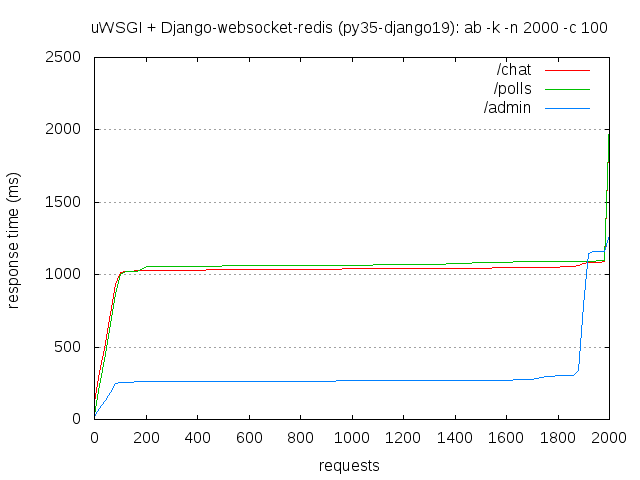 uWSGI + Django-websocket-redis (py35-django19): ab -k -n 2000 -c 100
2500
2000
1500
1000
500
0
response time (ms)
/chat
/polls
/admin
0 200 400 600 800 1000 1200 1400 1600 1800 2000
requests